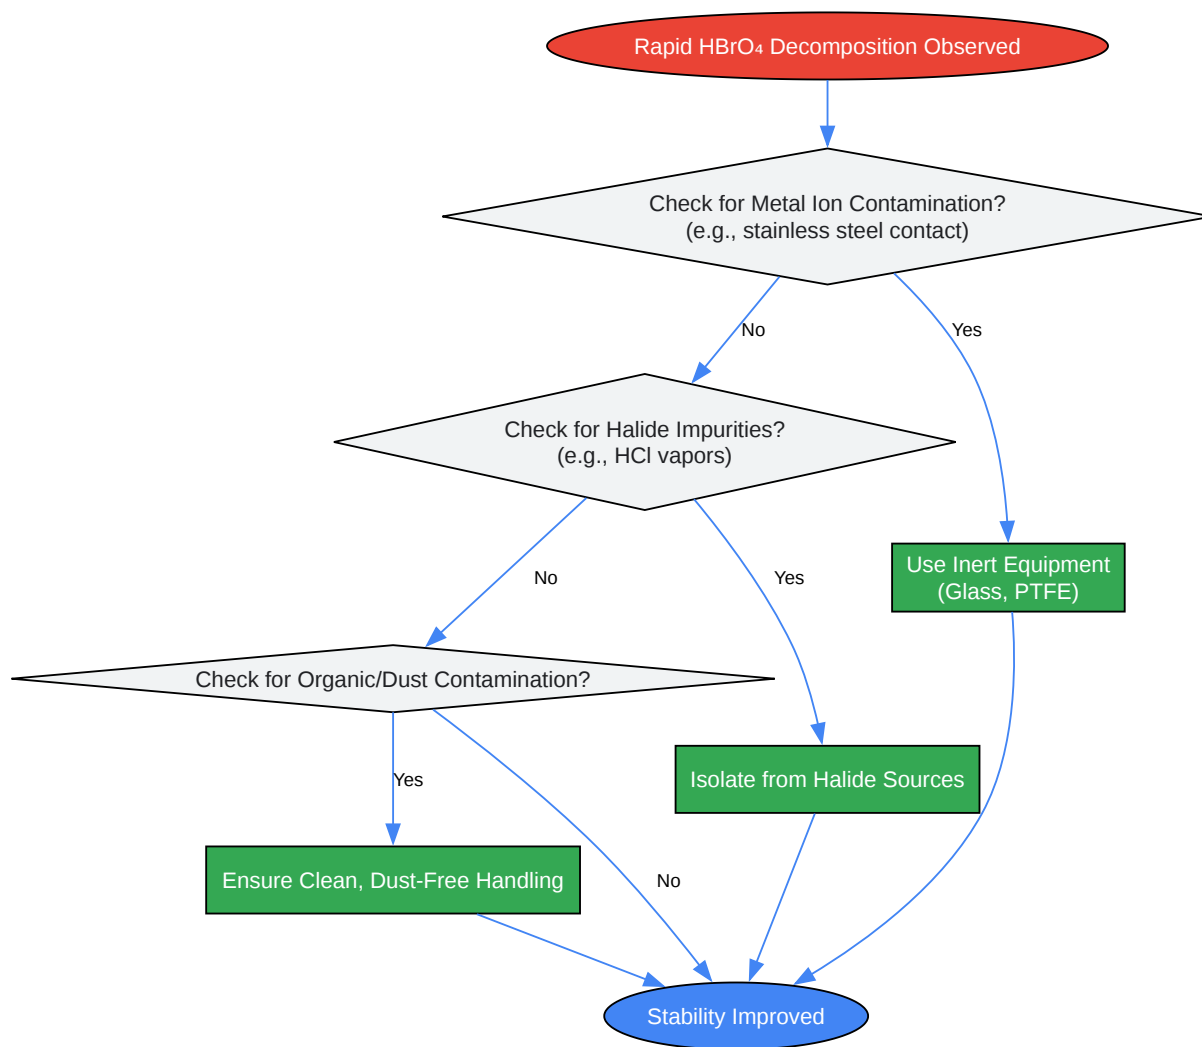 Rapid HBrO₄ Decomposition Observed
Check for Metal Ion Contamination?
(e.g., stainless steel contact)
No
Yes
Check for Halide Impurities?
(e.g., HCl vapors)
No
Yes
Use Inert Equipment
(Glass, PTFE)
Check for Organic/Dust Contamination?
Yes
No
Isolate from Halide Sources
Ensure Clean, Dust-Free Handling
Stability Improved